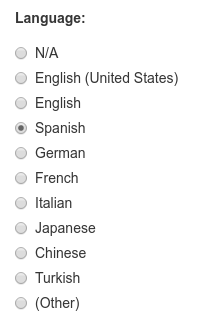 Language:
N/A
English (United States)
English
Spanish
German
French
Italian
Japanese
Chinese
Turkish
(Other)